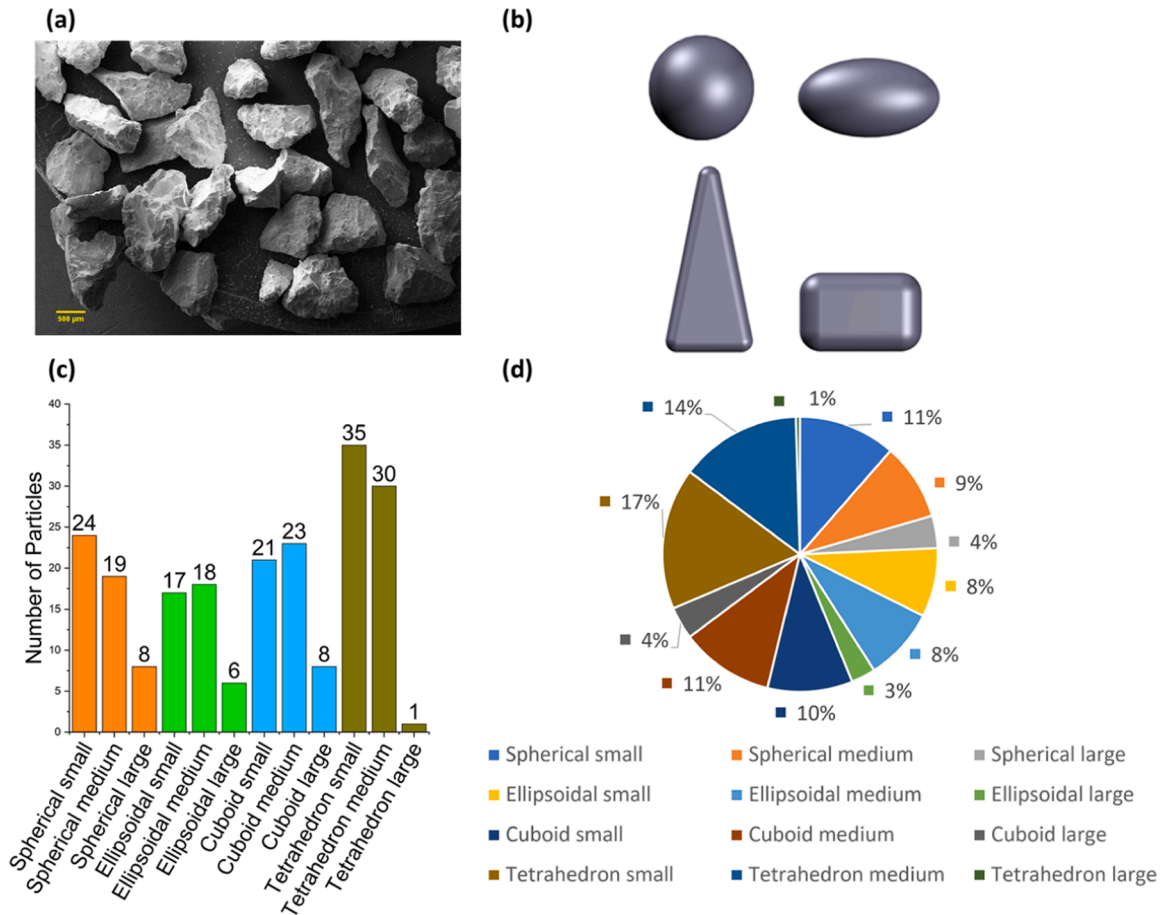 (a)
(b)
500 µm
(c)
(d)
Number of Particles
40
35
30
25
20
15
10
5
0
24
19
8
17
18
6
21
23
8
35
30
1
Spherical small
Spherical medium
Spherical large
Ellipsoidal small
Ellipsoidal medium
Ellipsoidal large
Cuboid small
Cuboid medium
Cuboid large
Tetrahedron small
Tetrahedron medium
Tetrahedron large
11%
9%
4%
8%
8%
3%
10%
11%
4%
17%
14%
1%
Spherical small
Spherical medium
Spherical large
Ellipsoidal small
Ellipsoidal medium
Ellipsoidal large
Cuboid small
Cuboid medium
Cuboid large
Tetrahedron small
Tetrahedron medium
Tetrahedron large